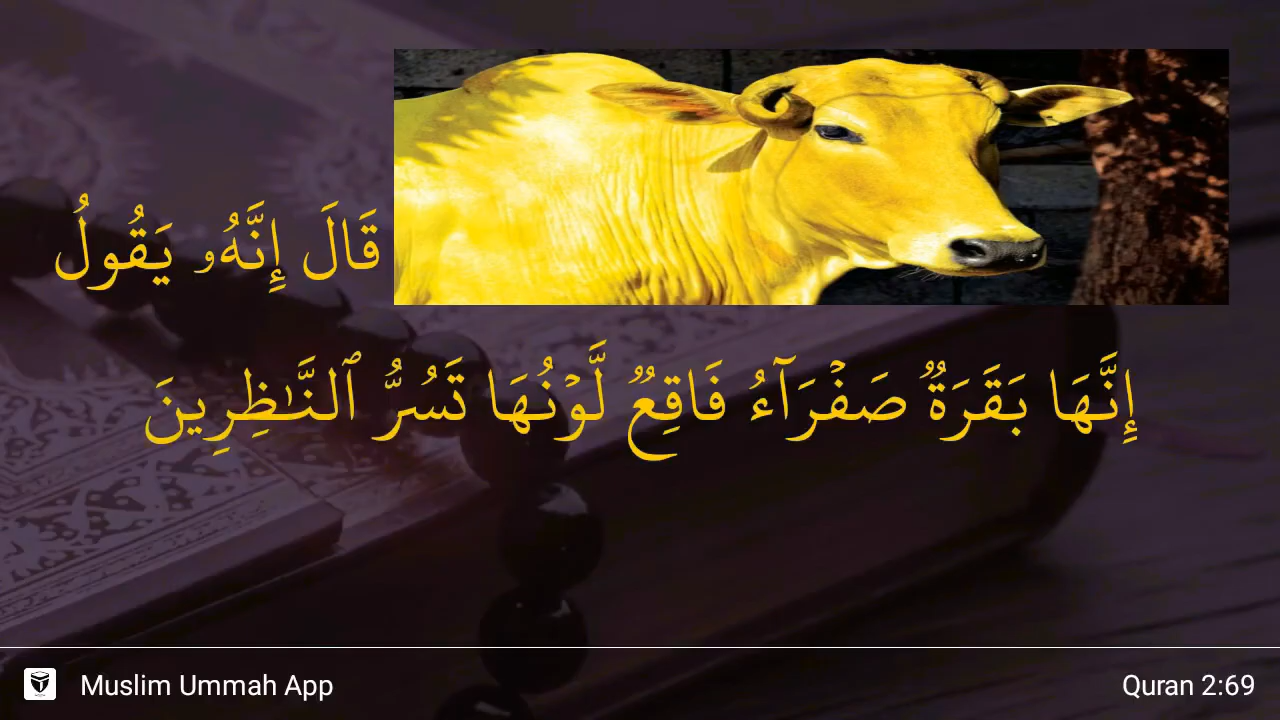 قَالَ إِنَّهُۥ يَقُولُ
إِنَّهَا بَقَرَةٌ صَفْرَآءُ فَاقِعٌ لَّوْنُهَا تَسُرُّ ٱلنَّـٰظِرِينَ
Muslim Ummah App
Quran 2:69